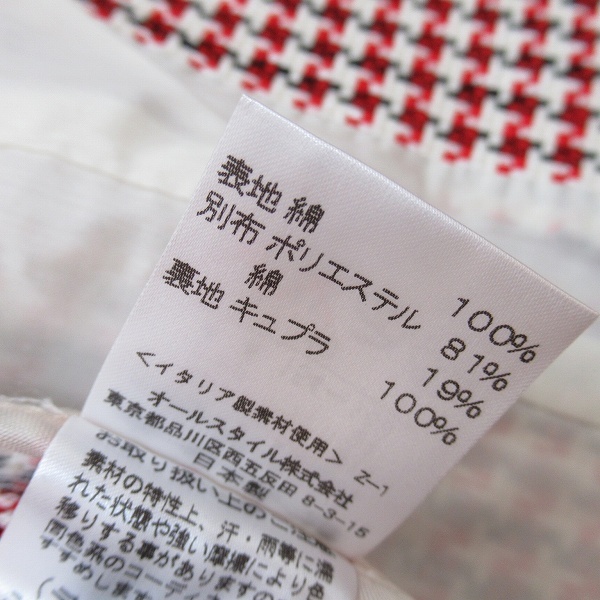 表地 綿 100%
別布 ポリエステル 81%
綿 19%
裏地 キュプラ 100%
<イタリア製素材使用> Z-1
オールスタイル株式会社
東京都品川区西五反田 8-3-15
日本製
お取り扱い上のご注意
素材の特性上、汗・雨等に濡
れた状態や強い摩擦により色
移りする事がありますの
同色系のコーディ
すすめします